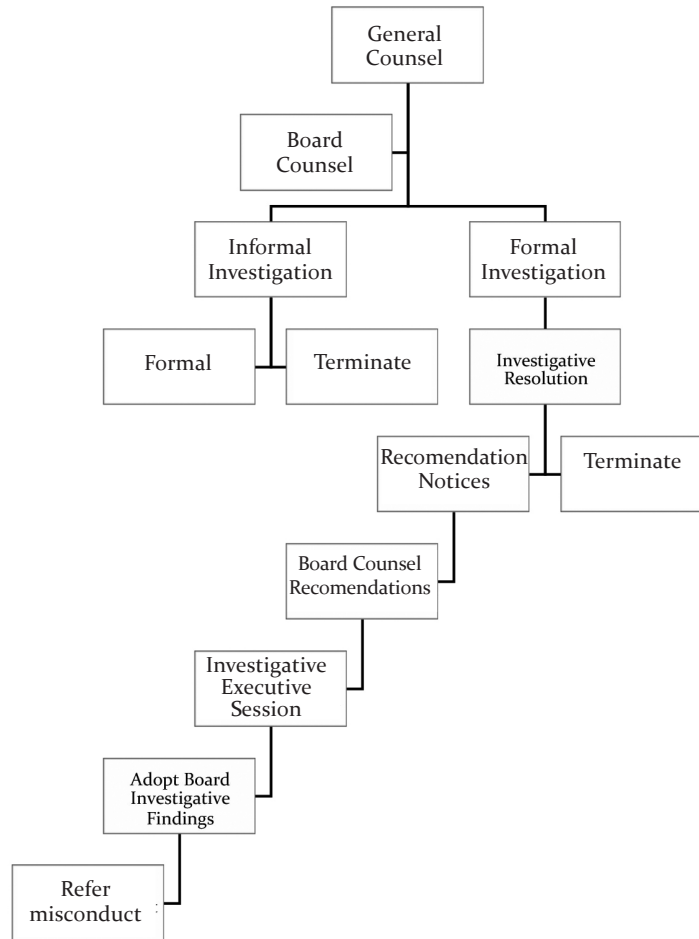 General
Counsel
Board
Counsel
Informal
Investigation
Formal
Investigation
Formal
Terminate
Investigative
Resolution
Recomendation
Notices
Terminate
Board Counsel
Recomendations
Investigative
Executive
Session
Adopt Board
Investigative
Findings
Refer
misconduct :